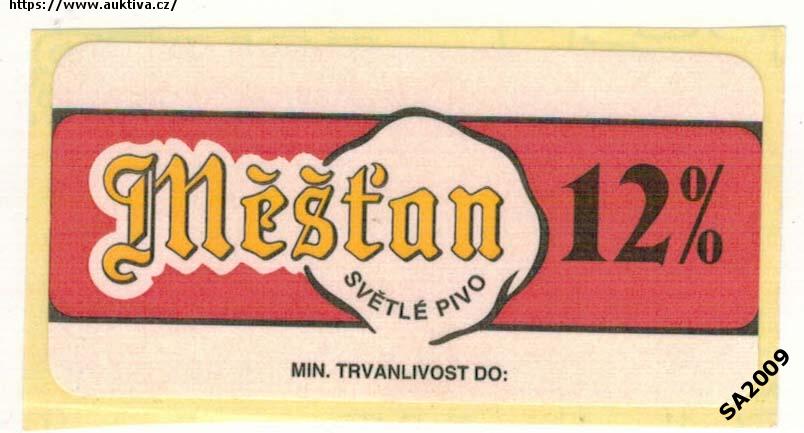 https://www.auktiva.cz/
Měšťan 12%
SVĚTLÉ PIVO
MIN. TRVANLIVOST DO:
SA2009